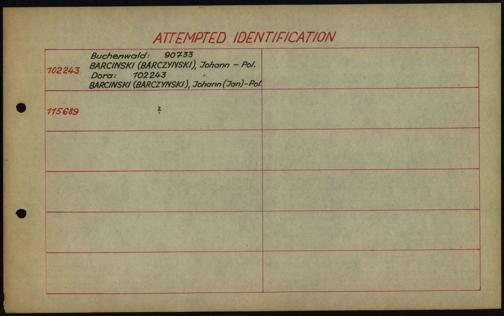 ATTEMPTED IDENTIFICATION
Buchenwald: 90733
BARCINSKI (BARCZYNSKI), Johann - Pol.
102243
Dora: 102243
BARCINSKI (BARCZYNSKI), Johann (Jan)-Pol.
115689 ?